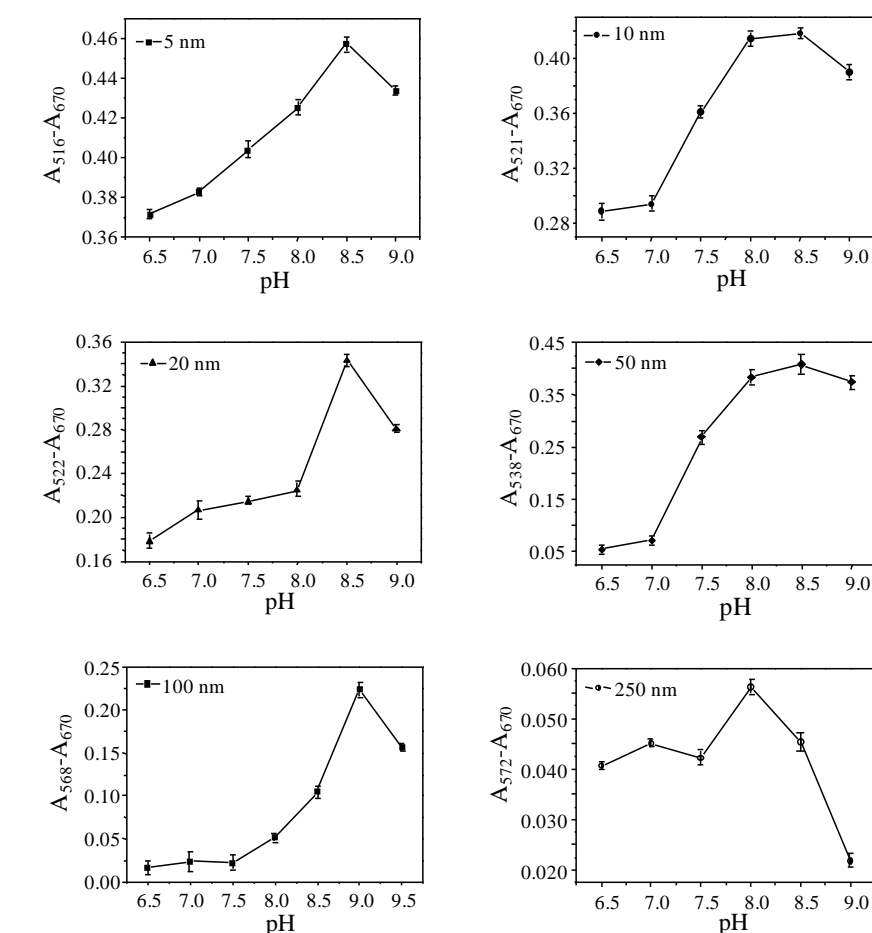 5 nm
A516-A670
0.46
0.44
0.42
0.40
0.38
0.36
6.5 7.0 7.5 8.0 8.5 9.0
pH
10 nm
A521-A670
0.40
0.36
0.32
0.28
6.5 7.0 7.5 8.0 8.5 9.0
pH
20 nm
A522-A670
0.36
0.32
0.28
0.24
0.20
0.16
6.5 7.0 7.5 8.0 8.5 9.0
pH
50 nm
A538-A670
0.45
0.35
0.25
0.15
0.05
6.5 7.0 7.5 8.0 8.5 9.0
pH
100 nm
A568-A670
0.25
0.20
0.15
0.10
0.05
0.00
6.5 7.0 7.5 8.0 8.5 9.0 9.5
pH
250 nm
A572-A670
0.060
0.050
0.040
0.030
0.020
6.5 7.0 7.5 8.0 8.5 9.0
pH